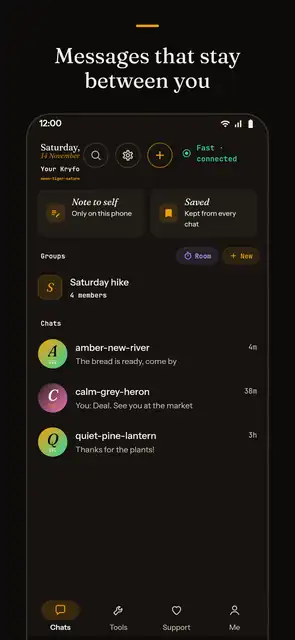 Messages that stay
between you
12:00
Saturday,
14 November
Your Kryfo
Fast ·
connected
Note to self
Only on this phone
Saved
Kept from every
chat
Groups
Room
+ New
S
Saturday hike
4 members
Chats
A
amber-new-river
4m
The bread is ready, come by
C
calm-grey-heron
38m
You: Deal. See you at the market
Q
quiet-pine-lantern
3h
Thanks for the plants!
Chats
Tools
Support
Me